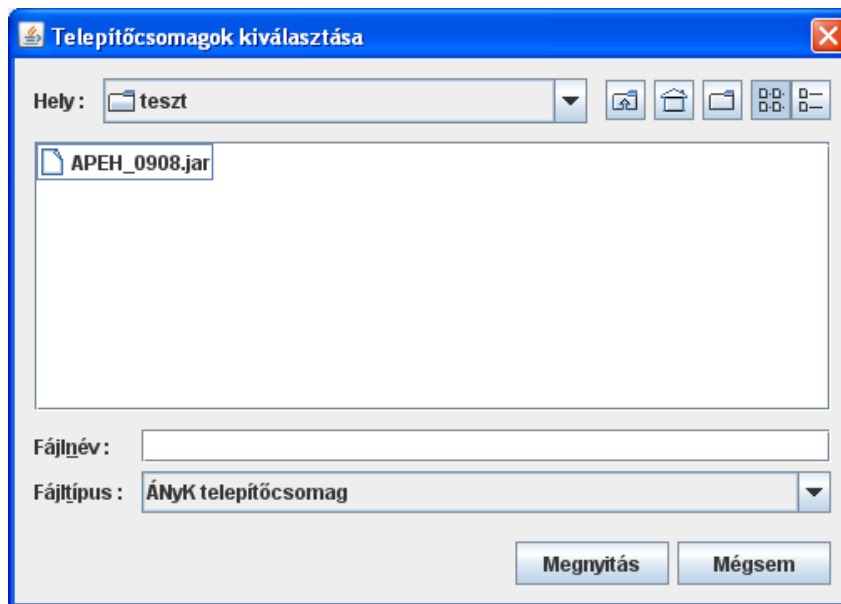 Telepítőcsomagok kiválasztása
Hely: teszt
APEH_0908.jar
Fájlnév:
Fájltípus: ÁNyK telepítőcsomag
Megnyitás Mégsem